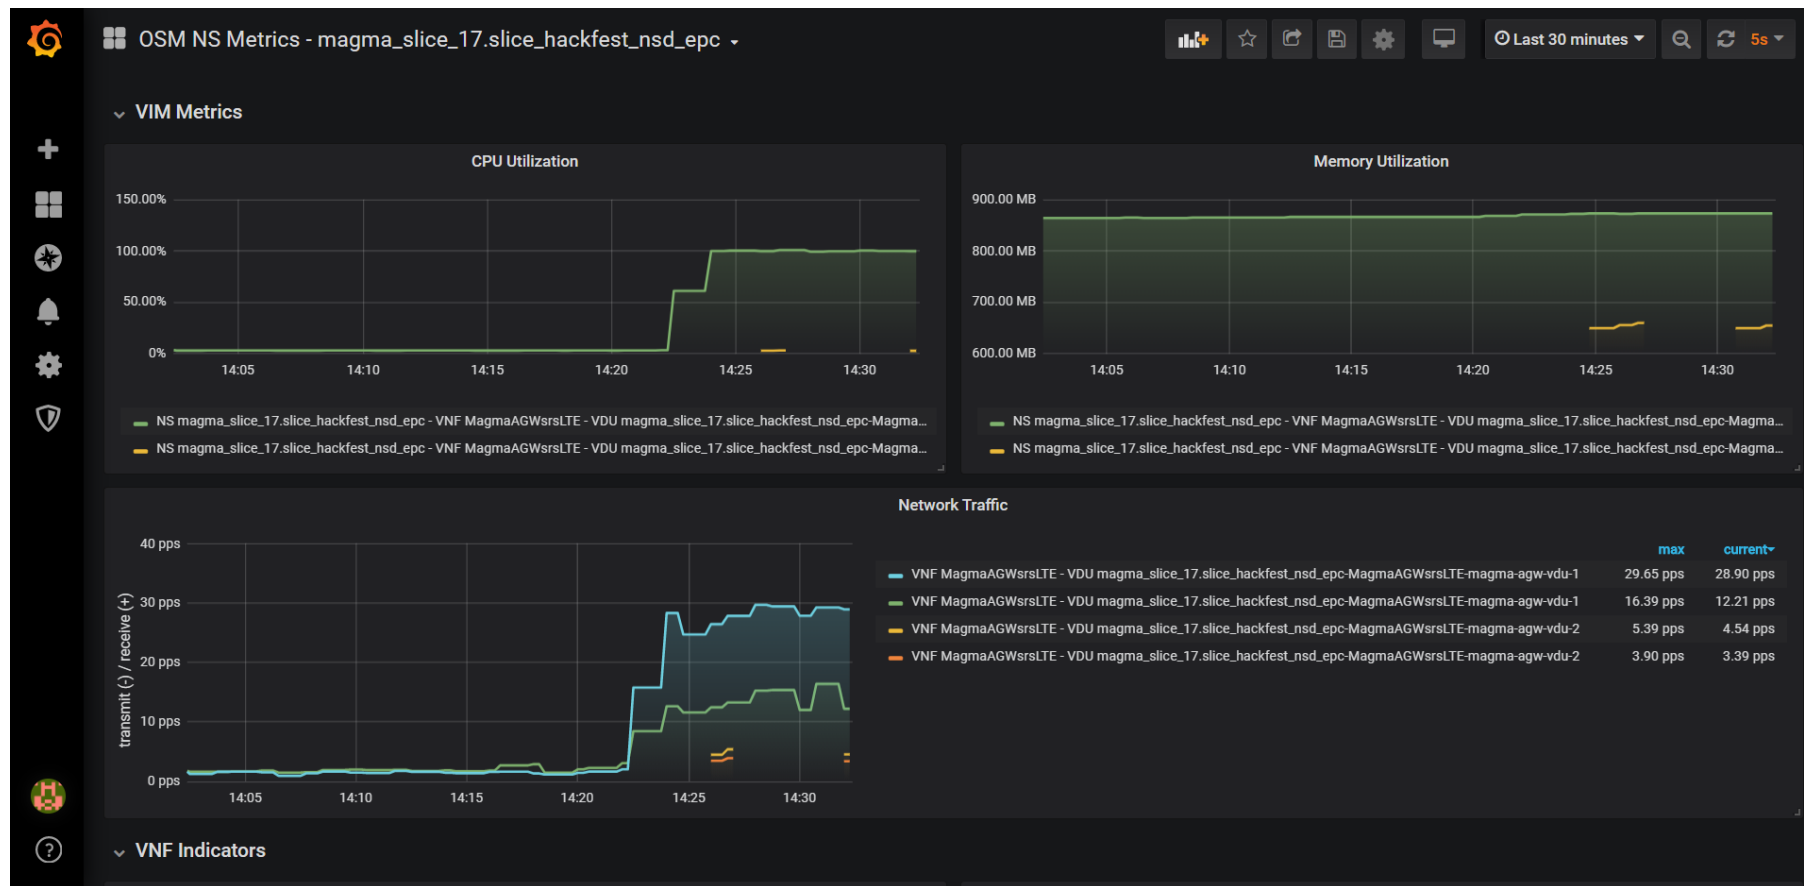 OSM NS Metrics - magma_slice_17.slice_hackfest_nsd_epc
Last 30 minutes
5s
VIM Metrics
CPU Utilization
150.00%
100.00%
50.00%
0%
14:05 14:10 14:15 14:20 14:25 14:30
NS magma_slice_17.slice_hackfest_nsd_epc - VNF MagmaAGWsrsLTE - VDU magma_slice_17.slice_hackfest_nsd_epc-Magma...
NS magma_slice_17.slice_hackfest_nsd_epc - VNF MagmaAGWsrsLTE - VDU magma_slice_17.slice_hackfest_nsd_epc-Magma...
Memory Utilization
900.00 MB
800.00 MB
700.00 MB
600.00 MB
14:05 14:10 14:15 14:20 14:25 14:30
NS magma_slice_17.slice_hackfest_nsd_epc - VNF MagmaAGWsrsLTE - VDU magma_slice_17.slice_hackfest_nsd_epc-Magma...
NS magma_slice_17.slice_hackfest_nsd_epc - VNF MagmaAGWsrsLTE - VDU magma_slice_17.slice_hackfest_nsd_epc-Magma...
Network Traffic
transmit (-) / receive (+)
40 pps
30 pps
20 pps
10 pps
0 pps
14:05 14:10 14:15 14:20 14:25 14:30
max current
VNF MagmaAGWsrsLTE - VDU magma_slice_17.slice_hackfest_nsd_epc-MagmaAGWsrsLTE-magma-agw-vdu-1 29.65 pps 28.90 pps
VNF MagmaAGWsrsLTE - VDU magma_slice_17.slice_hackfest_nsd_epc-MagmaAGWsrsLTE-magma-agw-vdu-1 16.39 pps 12.21 pps
VNF MagmaAGWsrsLTE - VDU magma_slice_17.slice_hackfest_nsd_epc-MagmaAGWsrsLTE-magma-agw-vdu-2 5.39 pps 4.54 pps
VNF MagmaAGWsrsLTE - VDU magma_slice_17.slice_hackfest_nsd_epc-MagmaAGWsrsLTE-magma-agw-vdu-2 3.90 pps 3.39 pps
VNF Indicators